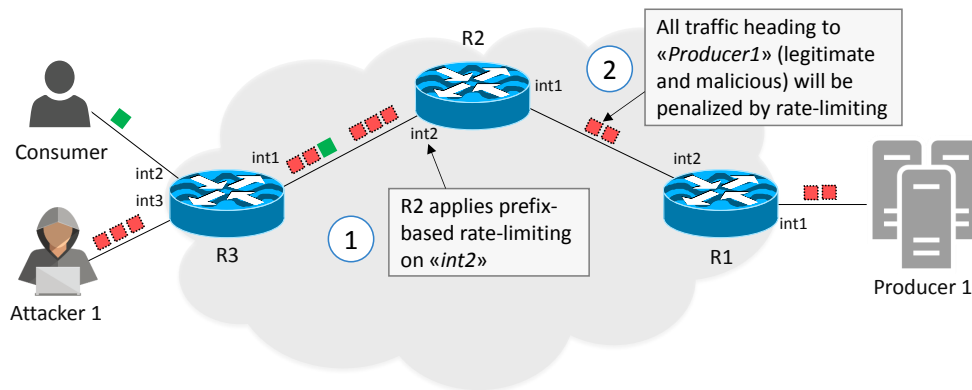 R2
2
All traffic heading to
«Producer1» (legitimate
and malicious) will be
penalized by rate-limiting
int1
int2
Consumer
int2
int1
int3
R3
1
R2 applies prefix-
based rate-limiting
on «int2»
int2
int1
R1
Attacker 1
Producer 1